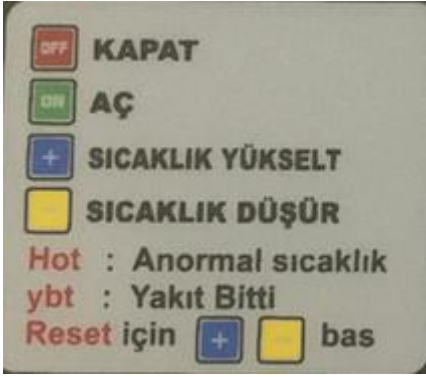 OFF KAPAT
ON AÇ
+ SICAKLIK YÜKSELT
- SICAKLIK DÜŞÜR
Hot : Anormal sıcaklık
ybt : Yakıt Bitti
Reset için + - bas